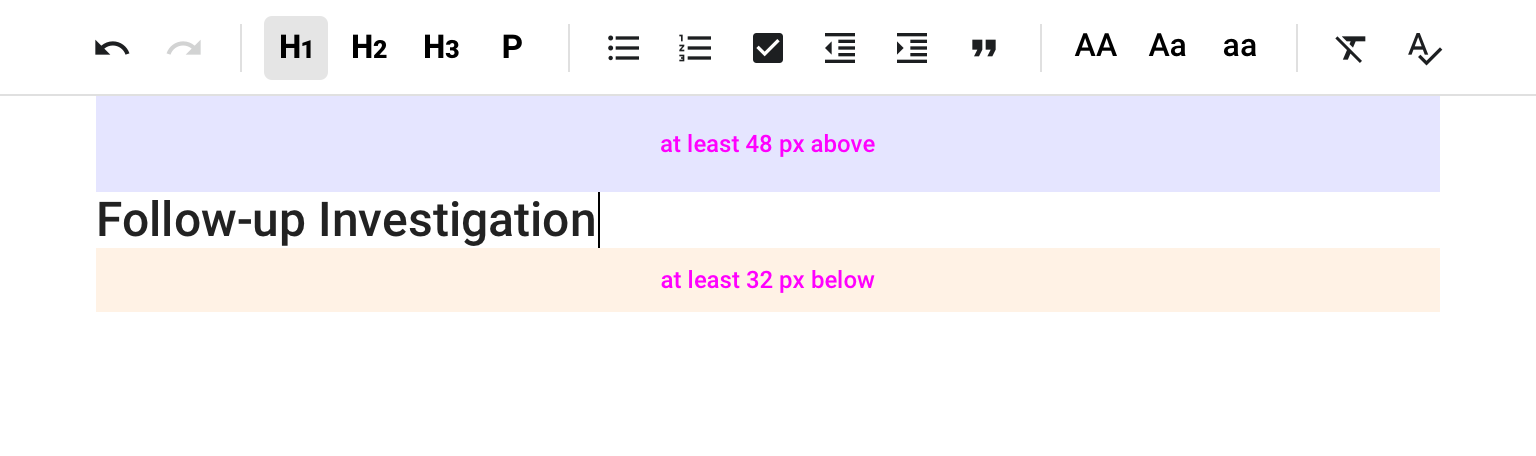 H1 H2 H3 P AA Aa aa
at least 48 px above
Follow-up Investigation
at least 32 px below